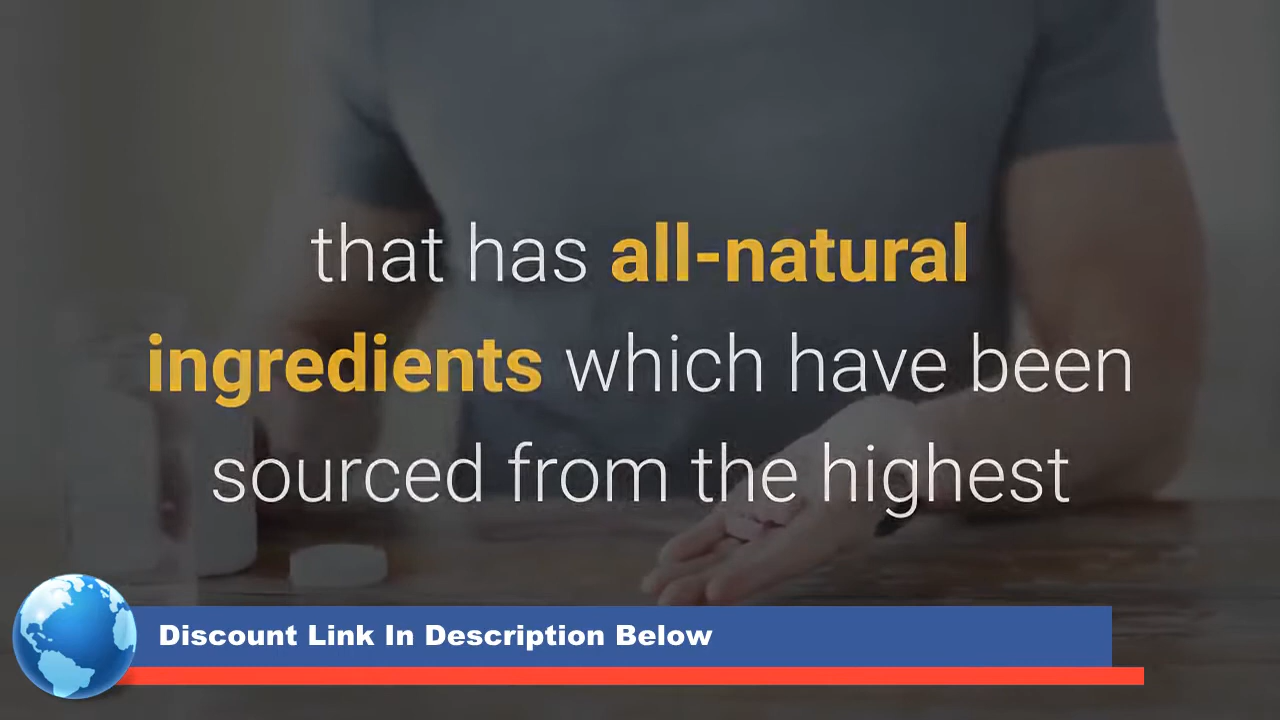 that has all-natural
ingredients which have been
sourced from the highest
Discount Link In Description Below